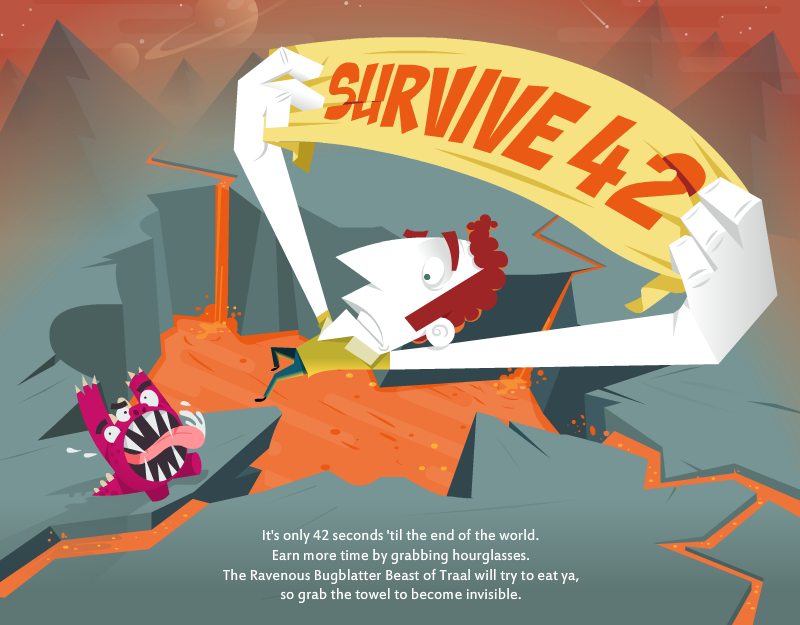 SURVIVE 42
It's only 42 seconds 'til the end of the world.
Earn more time by grabbing hourglasses.
The Ravenous Bugblatter Beast of Traal will try to eat ya,
so grab the towel to become invisible.